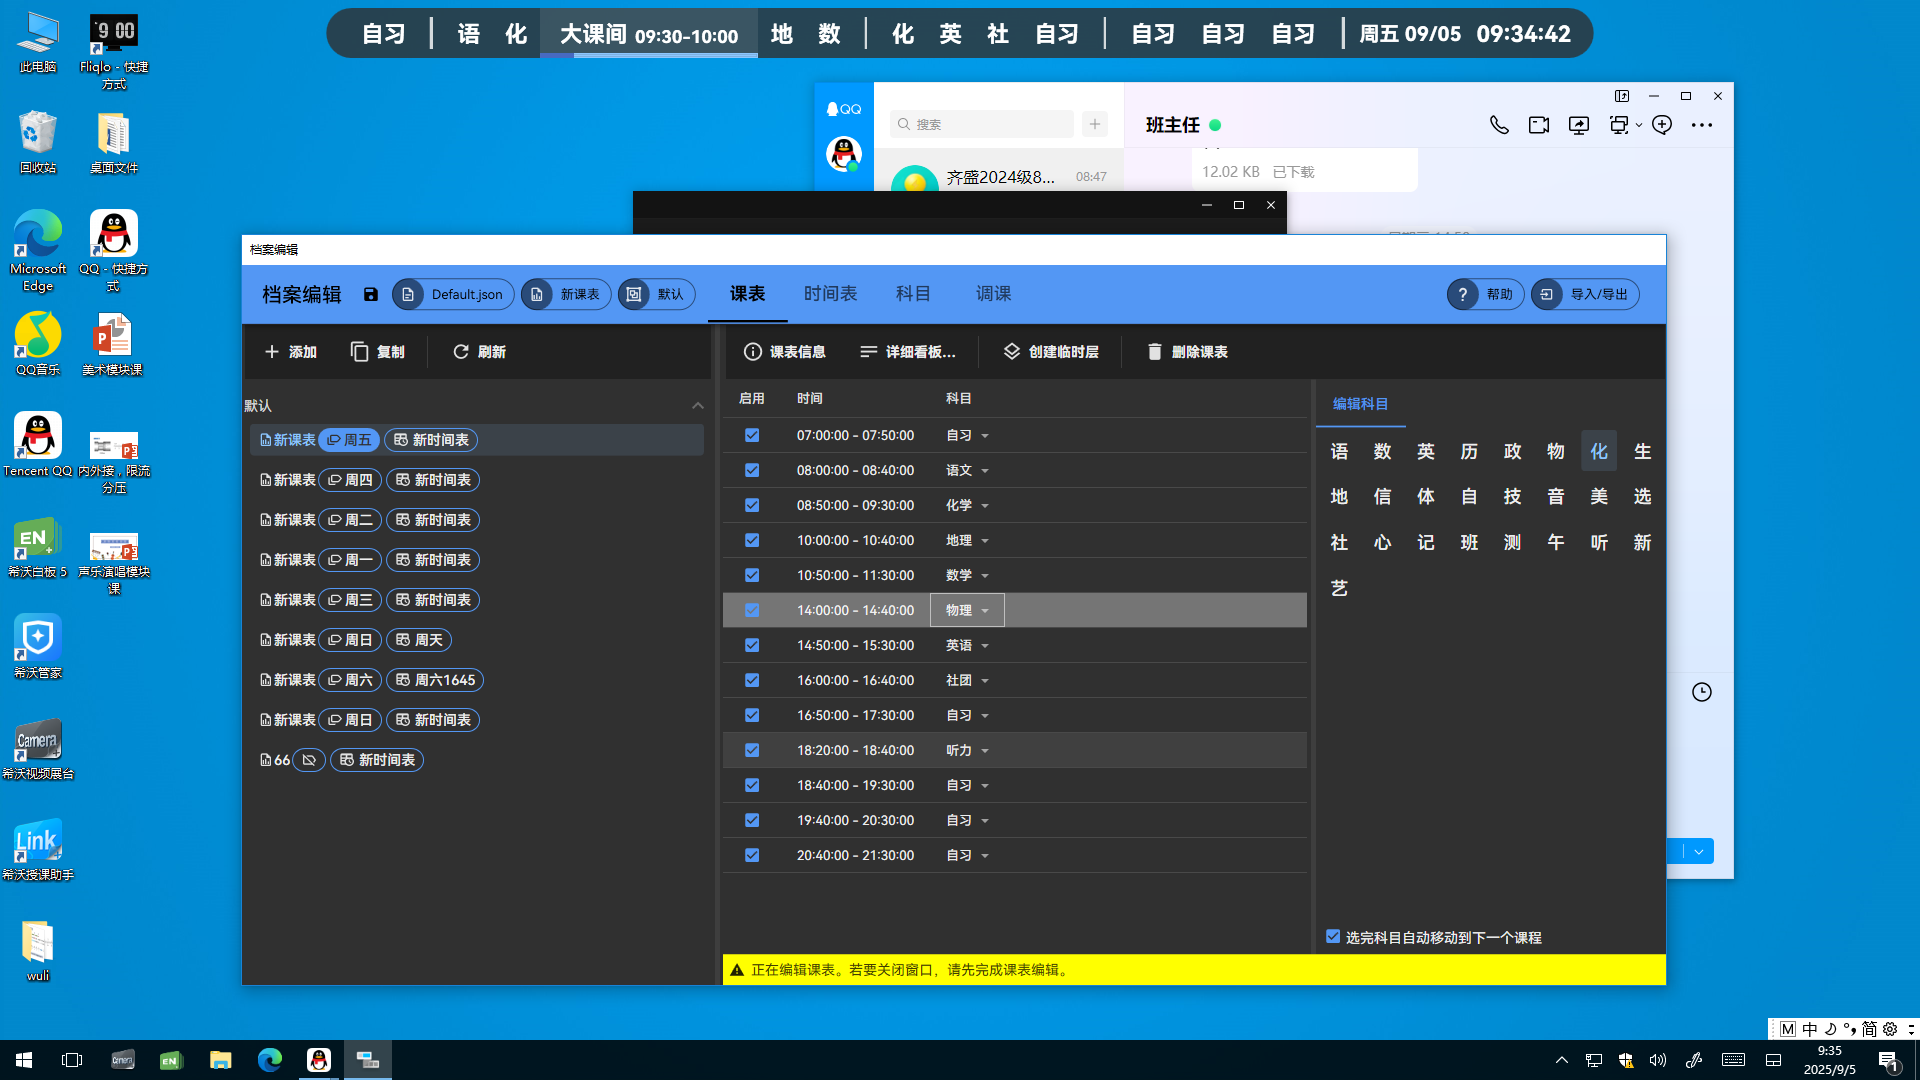 自习 语 化 大课间 09:30-10:00 地 数 化 英 社 自习 自习 自习 自习 周五 09/05 09:34:42
此电脑
Fliqlo - 快捷方式
回收站
桌面文件
Microsoft Edge
QQ - 快捷方式
QQ音乐
美术模块课
Tencent QQ
内外接，限流分压
EN
希沃白板 5
声乐演唱模块课
希沃管家
Camera
希沃视频展台
Link
希沃授课助手
wuli
QQ
搜索
班主任
齐盛2024级8...
08:47
12.02 KB 已下载
档案编辑
档案编辑 Default.json 新课表 默认 课表 时间表 科目 调课 帮助 导入/导出
添加 复制 刷新
课表信息 详细看板... 创建临时层 删除课表
默认
新课表 周五 新时间表
新课表 周四 新时间表
新课表 周二 新时间表
新课表 周一 新时间表
新课表 周三 新时间表
新课表 周日 周天
新课表 周六 周六1645
新课表 周日 新时间表
66 新时间表
启用 时间 科目
07:00:00 - 07:50:00 自习
08:00:00 - 08:40:00 语文
08:50:00 - 09:30:00 化学
10:00:00 - 10:40:00 地理
10:50:00 - 11:30:00 数学
14:00:00 - 14:40:00 物理
14:50:00 - 15:30:00 英语
16:00:00 - 16:40:00 社团
16:50:00 - 17:30:00 自习
18:20:00 - 18:40:00 听力
18:40:00 - 19:30:00 自习
19:40:00 - 20:30:00 自习
20:40:00 - 21:30:00 自习
编辑科目
语 数 英 历 政 物 化 生
地 信 体 自 技 音 美 选
社 心 记 班 测 午 听 新
艺
选完科目自动移动到下一个课程
正在编辑课表。若要关闭窗口，请先完成课表编辑。
M 中 简
9:35
2025/9/5
1